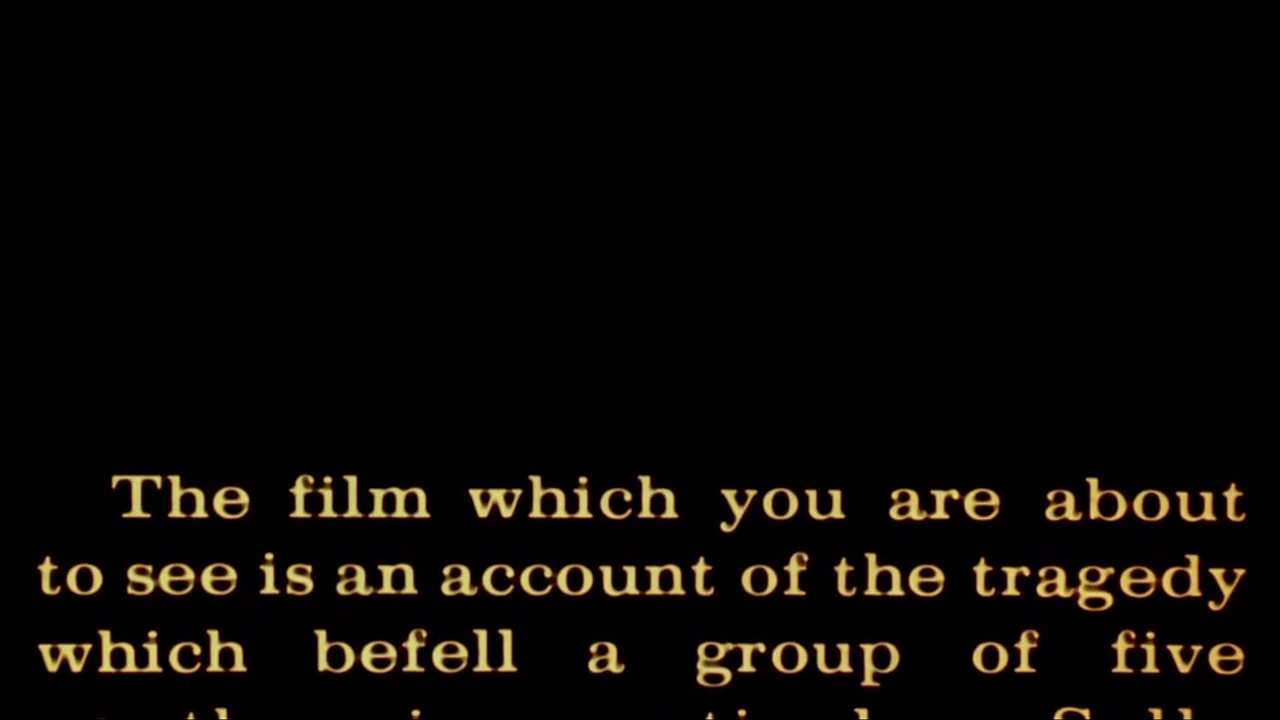 The film which you are about
to see is an account of the tragedy
which befell a group of five